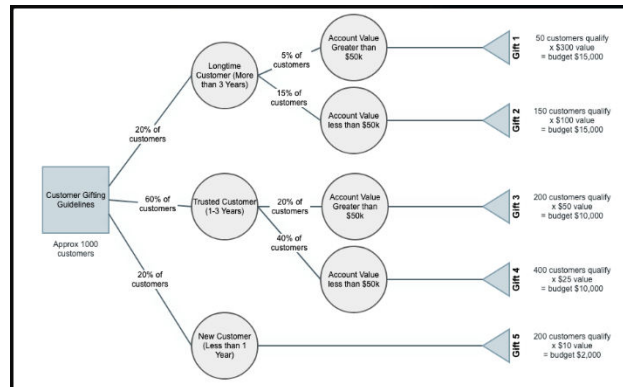 Customer Gifting
Guidelines
Approx 1000
customers
20% of
customers
60% of
customers
20% of
customers
Longtime
Customer (More
than 3 Years)
5% of
customers
15% of
customers
Account Value
Greater than
$50k
Account Value
less than $50k
Trusted Customer
(1-3 Years)
20% of
customers
40% of
customers
Account Value
Greater than
$50k
Account Value
less than $50k
New Customer
(Less than 1
Year)
Gift 1
50 customers qualify
x $300 value
= budget $15,000
Gift 2
150 customers qualify
x $100 value
= budget $15,000
Gift 3
200 customers qualify
x $50 value
= budget $10,000
Gift 4
400 customers qualify
x $25 value
= budget $10,000
Gift 5
200 customers qualify
x $10 value
= budget $2,000